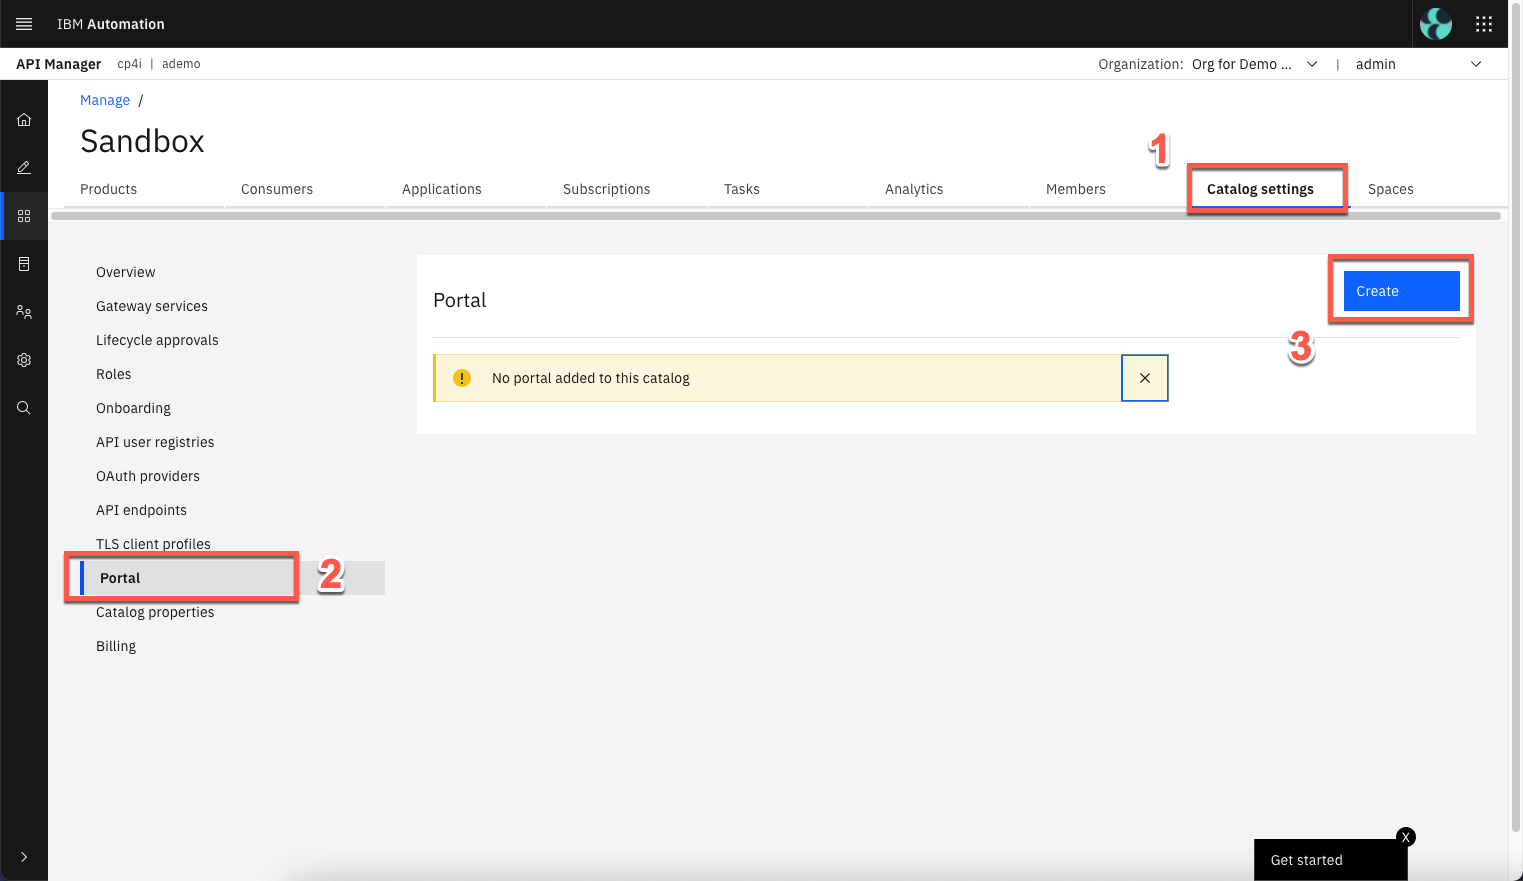 IBM Automation
API Manager cp4i | ademo Organization: Org for Demo ... | admin
Manage /
Sandbox
1
Products Consumers Applications Subscriptions Tasks Analytics Members Catalog settings Spaces
Overview
Gateway services
Lifecycle approvals
Roles
Onboarding
API user registries
OAuth providers
API endpoints
TLS client profiles
Portal 2
Catalog properties
Billing
Portal
Create
3
No portal added to this catalog
X
Get started